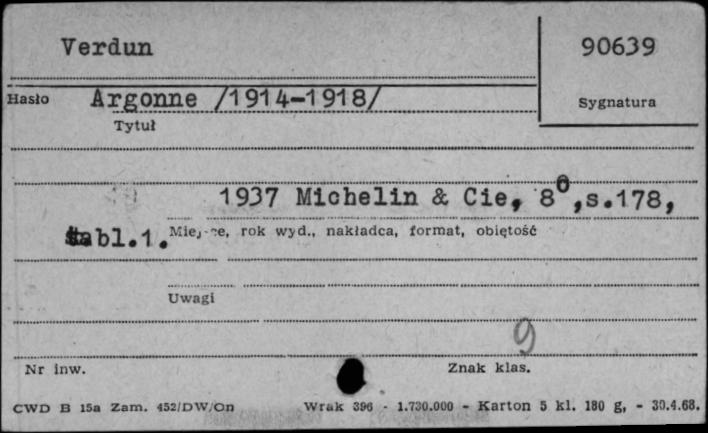 Verdun
90639
Hasło Argonne /1914-1918/
Sygnatura
Tytuł
1937 Michelin & Cie, 8°, s.178,
tabl.1. Miejsce, rok wyd., nakładca, format, objętość
Uwagi
9
Nr inw.
Znak klas.
CWD B 15a Zam. 452/DW/On Wrak 396 - 1.730.000 - Karton 5 kl. 180 g, - 30.4.68.